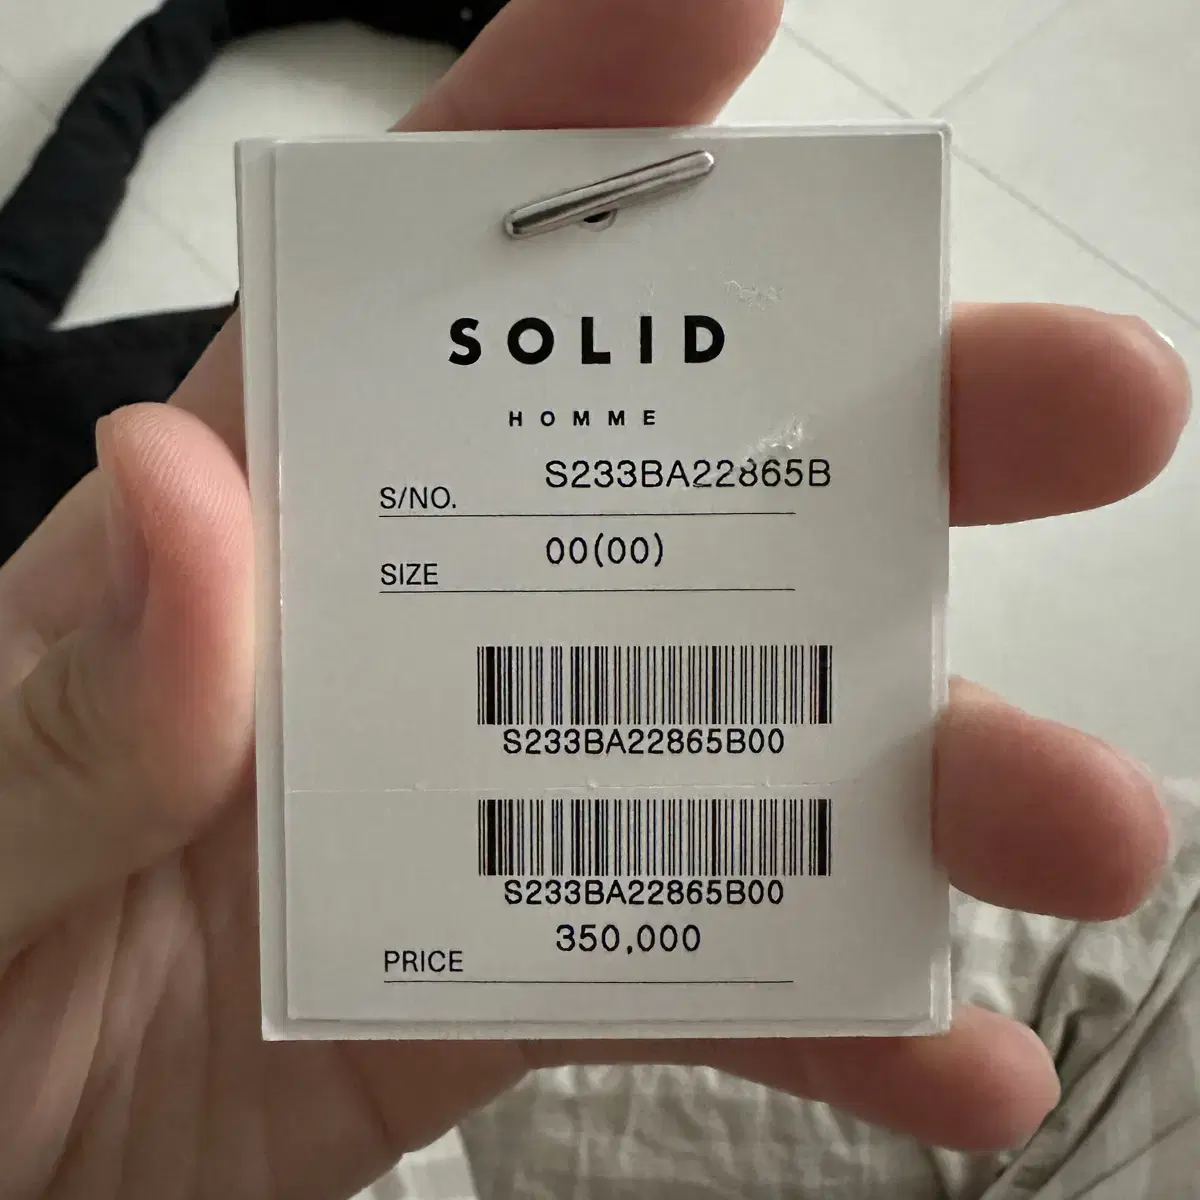 SOLID
HOMME
S/NO. S233BA22865B
SIZE 00(00)
S233BA22865B00
S233BA22865B00
350,000
PRICE